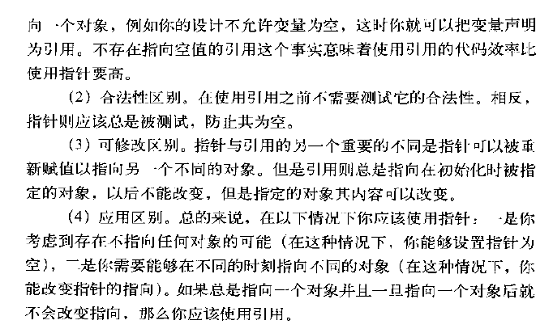 向一个对象，例如你的设计不允许变量为空，这时你就可以把变量声明
为引用。不存在指向空值的引用这个事实意味着使用引用的代码效率比
使用指针要高。
（2）合法性区别。在使用引用之前不需要测试它的合法性。相反，
指针则应该总是被测试，防止其为空。
（3）可修改区别。指针与引用的另一个重要的不同是指针可以被重
新赋值以指向另一个不同的对象。但是引用则总是指向在初始化时被指
定的对象，以后不能改变，但是指定的对象其内容可以改变。
（4）应用区别。总的来说，在以下情况下你应该使用指针：一是你
考虑到存在不指向任何对象的可能（在这种情况下，你能够设置指针为
空），二是你需要能够在不同的时刻指向不同的对象（在这种情况下，你
能改变指针的指向）。如果总是指向一个对象并且一旦指向一个对象后就
不会改变指向，那么你应该使用引用。